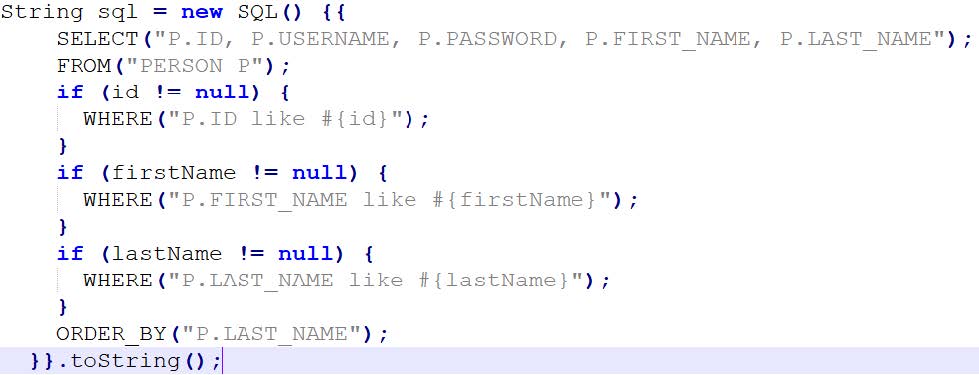 String sql = new SQL() {{
SELECT("P.ID, P.USERNAME, P.PASSWORD, P.FIRST_NAME, P.LAST_NAME");
FROM("PERSON P");
if (id != null) {
WHERE("P.ID like #{id}");
}
if (firstName != null) {
WHERE("P.FIRST_NAME like #{firstName}");
}
if (lastName != null) {
WHERE("P.LAST_NAME like #{lastName}");
}
ORDER_BY("P.LAST_NAME");
}}.toString();